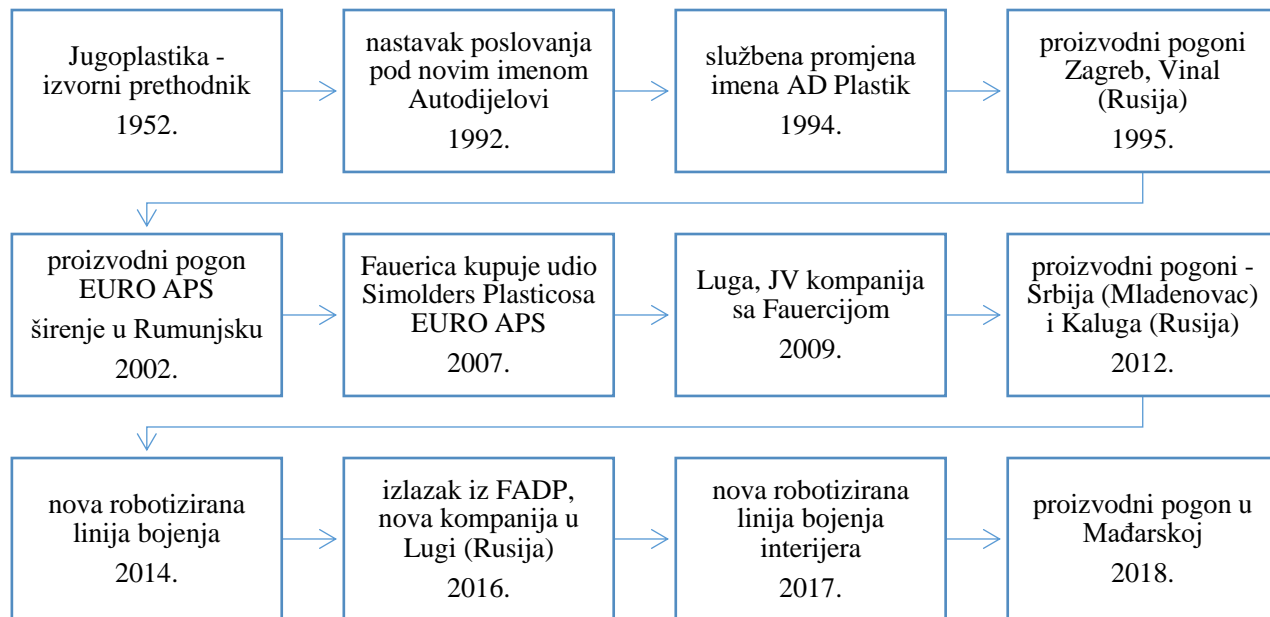 Jugoplastika -
izvorni prethodnik
1952.
nastavak poslovanja
pod novim imenom
Autodijelovi
1992.
službena promjena
imena AD Plastik
1994.
proizvodni pogoni
Zagreb, Vinal
(Rusija)
1995.
proizvodni pogon
EURO APS
širenje u Rumunjsku
2002.
Fauerica kupuje udio
Simolders Plasticosa
EURO APS
2007.
Luga, JV kompanija
sa Fauercijom
2009.
proizvodni pogoni -
Srbija (Mladenovac)
i Kaluga (Rusija)
2012.
nova robotizirana
linija bojenja
2014.
izlazak iz FADP,
nova kompanija u
Lugi (Rusija)
2016.
nova robotizirana
linija bojenja
interijera
2017.
proizvodni pogon u
Mađarskoj
2018.